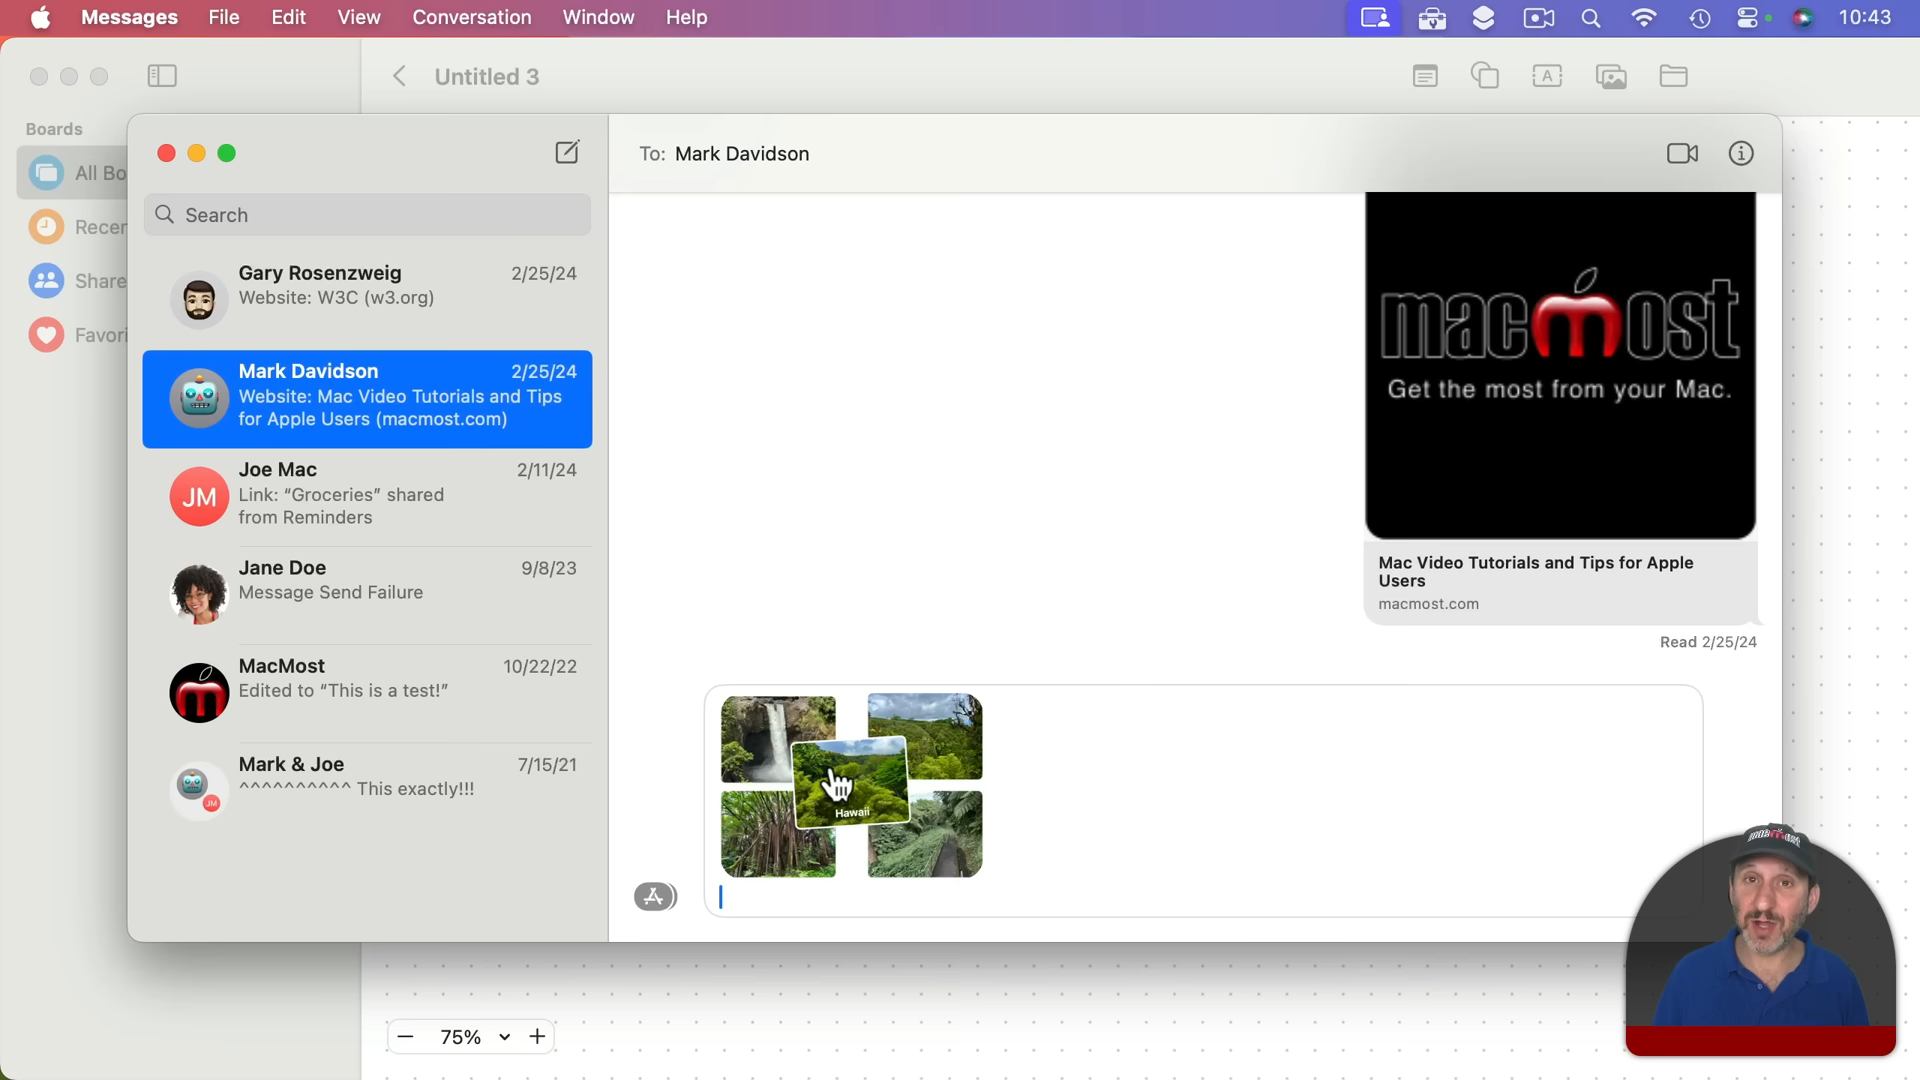 Messages File Edit View Conversation Window Help 10:43
Untitled 3
Boards
All Bo
Recer
Share
Favori
Search
Gary Rosenzweig 2/25/24
Website: W3C (w3.org)
Mark Davidson 2/25/24
Website: Mac Video Tutorials and Tips
for Apple Users (macmost.com)
JM
Joe Mac 2/11/24
Link: “Groceries” shared
from Reminders
Jane Doe 9/8/23
Message Send Failure
MacMost 10/22/22
Edited to “This is a test!”
JM
Mark & Joe 7/15/21
^^^^^^^^^^ This exactly!!!
To: Mark Davidson
macmost
Get the most from your Mac.
Mac Video Tutorials and Tips for Apple
Users
macmost.com
Read 2/25/24
Hawaii
macmost
75%